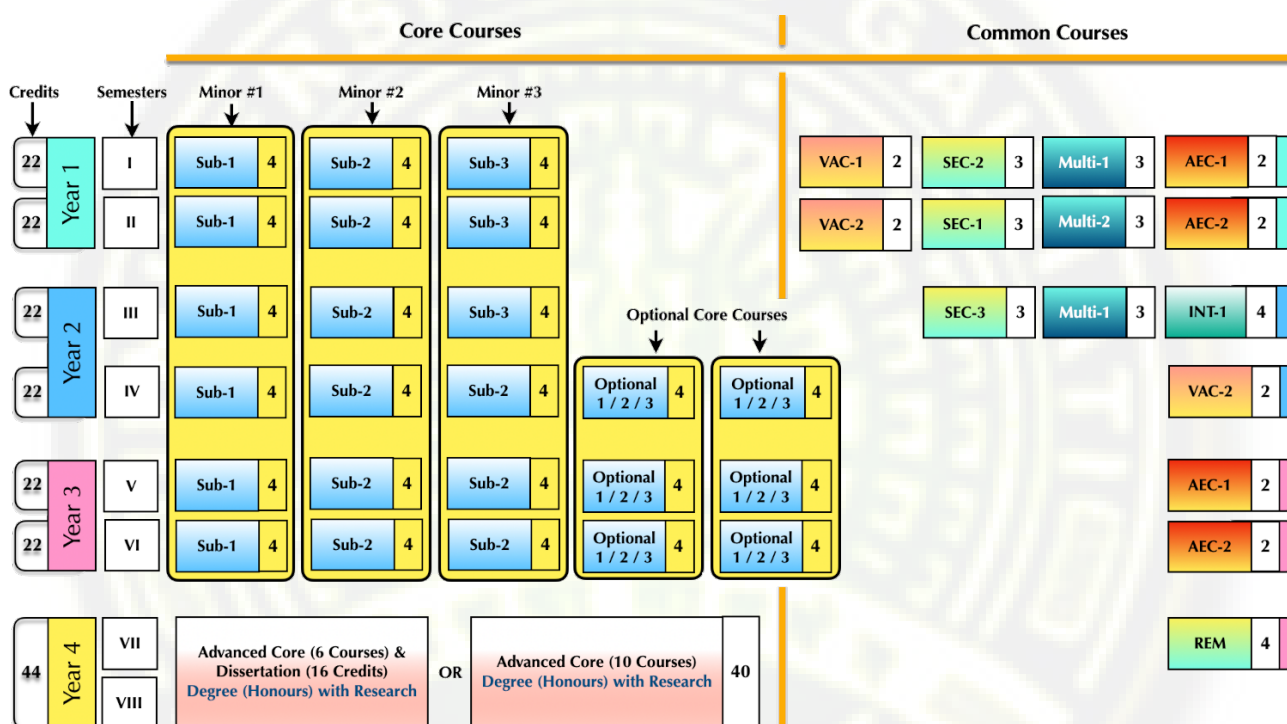 Core Courses
Common Courses
Credits Semesters Minor #1 Minor #2 Minor #3
22 Year 1 I Sub-1 4 Sub-2 4 Sub-3 4 VAC-1 2 SEC-2 3 Multi-1 3 AEC-1 2
22 II Sub-1 4 Sub-2 4 Sub-3 4 VAC-2 2 SEC-1 3 Multi-2 3 AEC-2 2
22 Year 2 III Sub-1 4 Sub-2 4 Sub-3 4 SEC-3 3 Multi-1 3 INT-1 4
Optional Core Courses
22 IV Sub-1 4 Sub-2 4 Sub-2 4 Optional 4 Optional 4 VAC-2 2
1 / 2 / 3 1 / 2 / 3
22 Year 3 V Sub-1 4 Sub-2 4 Sub-2 4 Optional 4 Optional 4 AEC-1 2
1 / 2 / 3 1 / 2 / 3
22 VI Sub-1 4 Sub-2 4 Sub-2 4 Optional 4 Optional 4 AEC-2 2
1 / 2 / 3 1 / 2 / 3
44 Year 4 VII
VIII
Advanced Core (6 Courses) &
Dissertation (16 Credits)
Degree (Honours) with Research
OR
Advanced Core (10 Courses)
Degree (Honours) with Research
40
REM 4